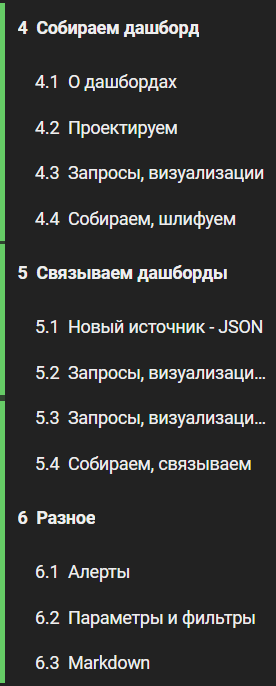 4 Собираем дашборд
4.1 О дашбордах
4.2 Проектируем
4.3 Запросы, визуализации
4.4 Собираем, шлифуем
5 Связываем дашборды
5.1 Новый источник - JSON
5.2 Запросы, визуализаци...
5.3 Запросы, визуализаци...
5.4 Собираем, связываем
6 Разное
6.1 Алерты
6.2 Параметры и фильтры
6.3 Markdown